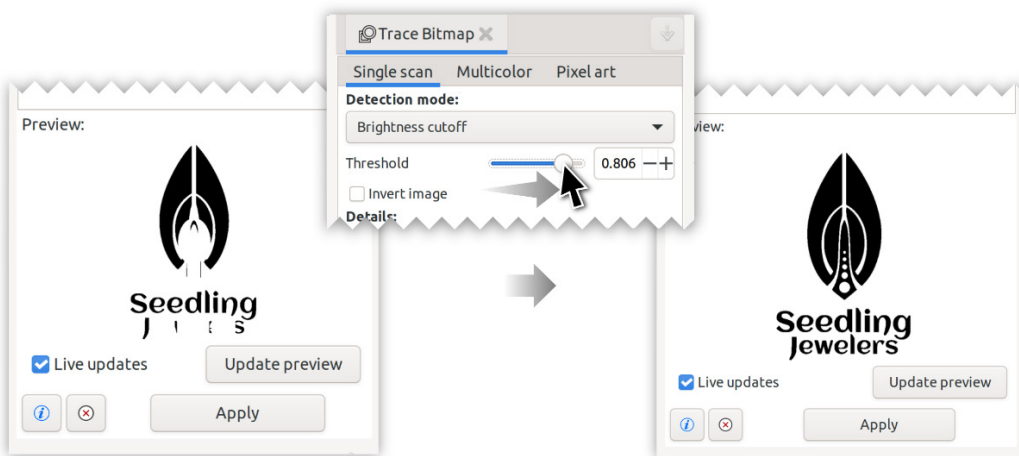 Trace Bitmap
Single scan Multicolor Pixel art
Detection mode:
Brightness cutoff
Threshold 0.806
Invert image
Details:
Preview:
Seedling
Live updates Update preview
Apply
view:
Seedling
Jewelers
Live updates Update preview
Apply